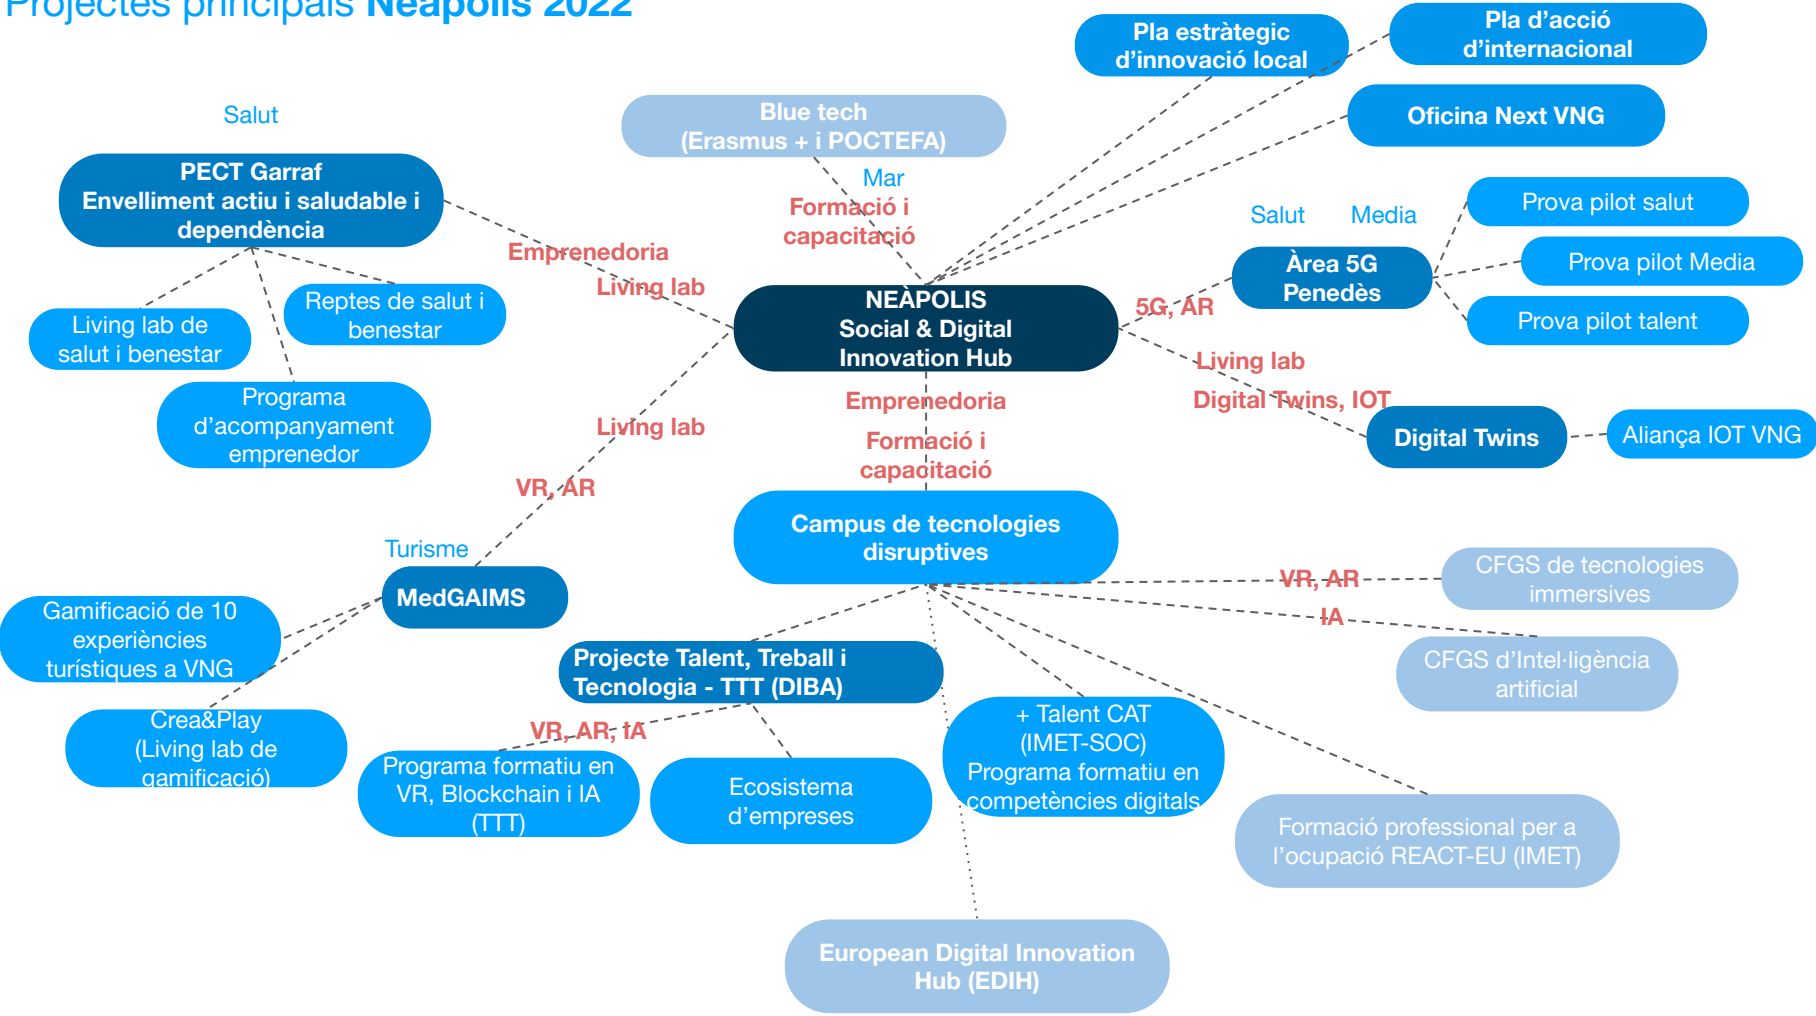 Projectes principals Neàpolis 2022
Pla estràtegic
d'innovació local
Pla d'acció
d'internacional
Oficina Next VNG
Blue tech
(Erasmus + i POCTEFA)
Mar
Formació i
capacitació
Salut
PECT Garraf
Envelliment actiu i saludable i
dependència
Emprenedoria
Living lab
Living lab de
salut i benestar
Reptes de salut i
benestar
Programa
d'acompanyament
emprenedor
NEÀPOLIS
Social & Digital
Innovation Hub
5G, AR
Salut
Media
Àrea 5G
Penedès
Prova pilot salut
Prova pilot Media
Prova pilot talent
Living lab
Digital Twins, IOT
Digital Twins
Aliança IOT VNG
Emprenedoria
Formació i
capacitació
Living lab
VR, AR
Turisme
MedGAIMS
Gamificació de 10
experiències
turístiques a VNG
Crea&Play
(Living lab de
gamificació)
Campus de tecnologies
disruptives
VR, AR
IA
CFGS de tecnologies
immersives
CFGS d'Intel·ligència
artificial
Projecte Talent, Treball i
Tecnologia - TTT (DIBA)
VR, AR, IA
Programa formatiu en
VR, Blockchain i IA
(TTT)
Ecosistema
d'empreses
+ Talent CAT
(IMET-SOC)
Programa formatiu en
competències digitals
Formació professional per a
l'ocupació REACT-EU (IMET)
European Digital Innovation
Hub (EDIH)